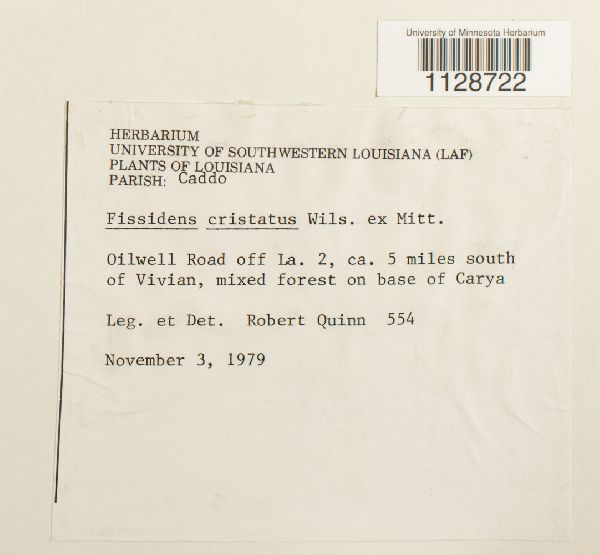 University of Minnesota Herbarium
1128722
HERBARIUM
UNIVERSITY OF SOUTHWESTERN LOUISIANA (LAF)
PLANTS OF LOUISIANA
PARISH: Caddo
Fissidens cristatus Wils. ex Mitt.
Oilwell Road off La. 2, ca. 5 miles south
of Vivian, mixed forest on base of Carya
Leg. et Det. Robert Quinn 554
November 3, 1979